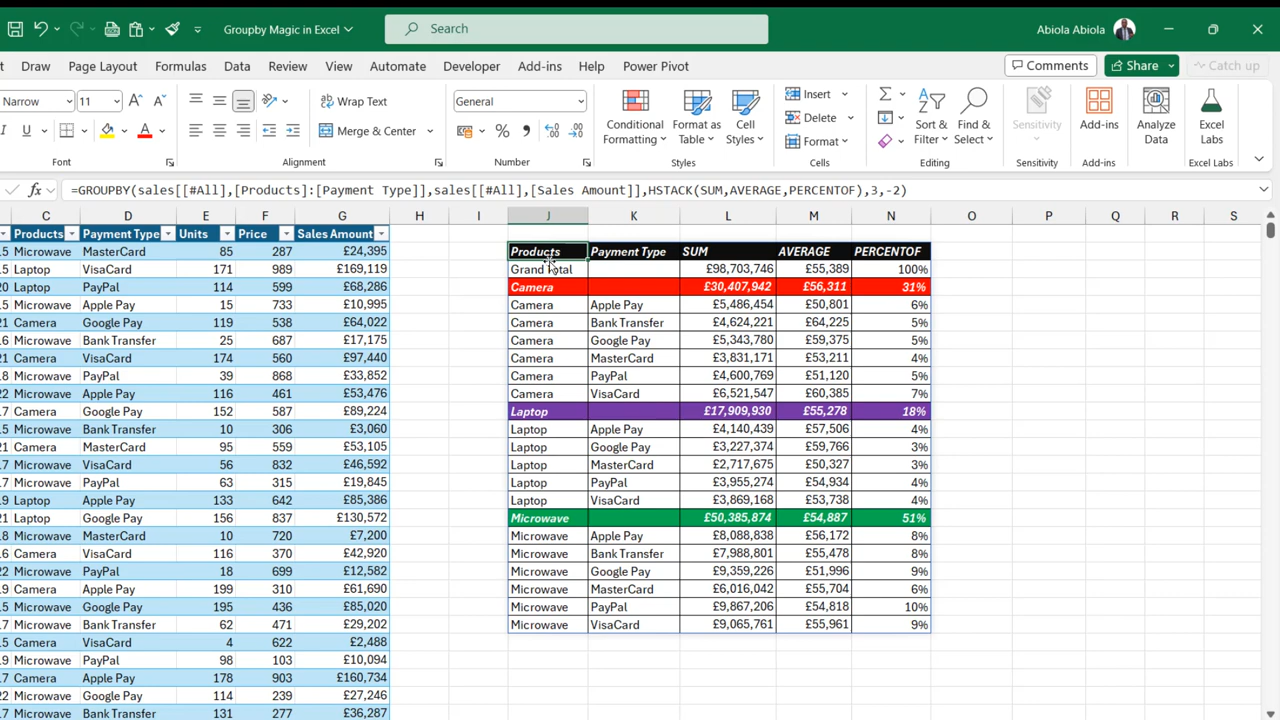 Groupby Magic in Excel
Search
Abiola Abiola
Draw Page Layout Formulas Data Review View Automate Developer Add-ins Help Power Pivot
Comments Share Catch up
Narrow 11 Wrap Text General Insert
Merge & Center Conditional Formatting Format as Table Cell Styles Delete Sort & Filter Find & Select Sensitivity Add-ins Analyze Data Excel Labs
Format
Font Alignment Number Styles Cells Editing Sensitivity Add-ins Excel Labs
fx =GROUPBY(sales[[#All],[Products]:[Payment Type]],sales[[#All],[Sales Amount]],HSTACK(SUM,AVERAGE,PERCENTOF),3,-2)
C D E F G H I J K L M N O P Q R S
Products Payment Type Units Price Sales Amount
5 Microwave MasterCard 85 287 £24,395 Products Payment Type SUM AVERAGE PERCENTOF
5 Laptop VisaCard 171 989 £169,119 Grand Total £98,703,746 £55,389 100%
20 Laptop PayPal 114 599 £68,286 Camera £30,407,942 £56,311 31%
5 Microwave Apple Pay 15 733 £10,995 Camera Apple Pay £5,486,454 £50,801 6%
21 Camera Google Pay 119 538 £64,022 Camera Bank Transfer £4,624,221 £64,225 5%
6 Microwave Bank Transfer 25 687 £17,175 Camera Google Pay £5,343,780 £59,375 5%
21 Camera VisaCard 174 560 £97,440 Camera MasterCard £3,831,171 £53,211 4%
8 Microwave PayPal 39 868 £33,852 Camera PayPal £4,600,769 £51,120 5%
22 Microwave Apple Pay 116 461 £53,476 Camera VisaCard £6,521,547 £60,385 7%
7 Camera Google Pay 152 587 £89,224 Laptop £17,909,930 £55,278 18%
5 Microwave Bank Transfer 10 306 £3,060 Laptop Apple Pay £4,140,439 £57,506 4%
21 Camera MasterCard 95 559 £53,105 Laptop Google Pay £3,227,374 £59,766 3%
7 Microwave VisaCard 56 832 £46,592 Laptop MasterCard £2,717,675 £50,327 3%
7 Microwave PayPal 63 315 £19,845 Laptop PayPal £3,955,274 £54,934 4%
9 Laptop Apple Pay 133 642 £85,386 Laptop VisaCard £3,869,168 £53,738 4%
21 Laptop Google Pay 156 837 £130,572 Microwave £50,385,874 £54,887 51%
8 Microwave MasterCard 10 720 £7,200 Microwave Apple Pay £8,088,838 £56,172 8%
6 Camera VisaCard 116 370 £42,920 Microwave Bank Transfer £7,988,801 £55,478 8%
22 Microwave PayPal 18 699 £12,582 Microwave Google Pay £9,359,226 £51,996 9%
9 Camera Apple Pay 199 310 £61,690 Microwave MasterCard £6,016,042 £55,704 6%
5 Microwave Google Pay 195 436 £85,020 Microwave PayPal £9,867,206 £54,818 10%
7 Microwave Bank Transfer 62 471 £29,202 Microwave VisaCard £9,065,761 £55,961 9%
5 Camera VisaCard 4 622 £2,488
9 Microwave PayPal 98 103 £10,094
7 Camera Apple Pay 178 903 £160,734
22 Microwave Google Pay 114 239 £27,246
7 Microwave Bank Transfer 131 277 £36,287